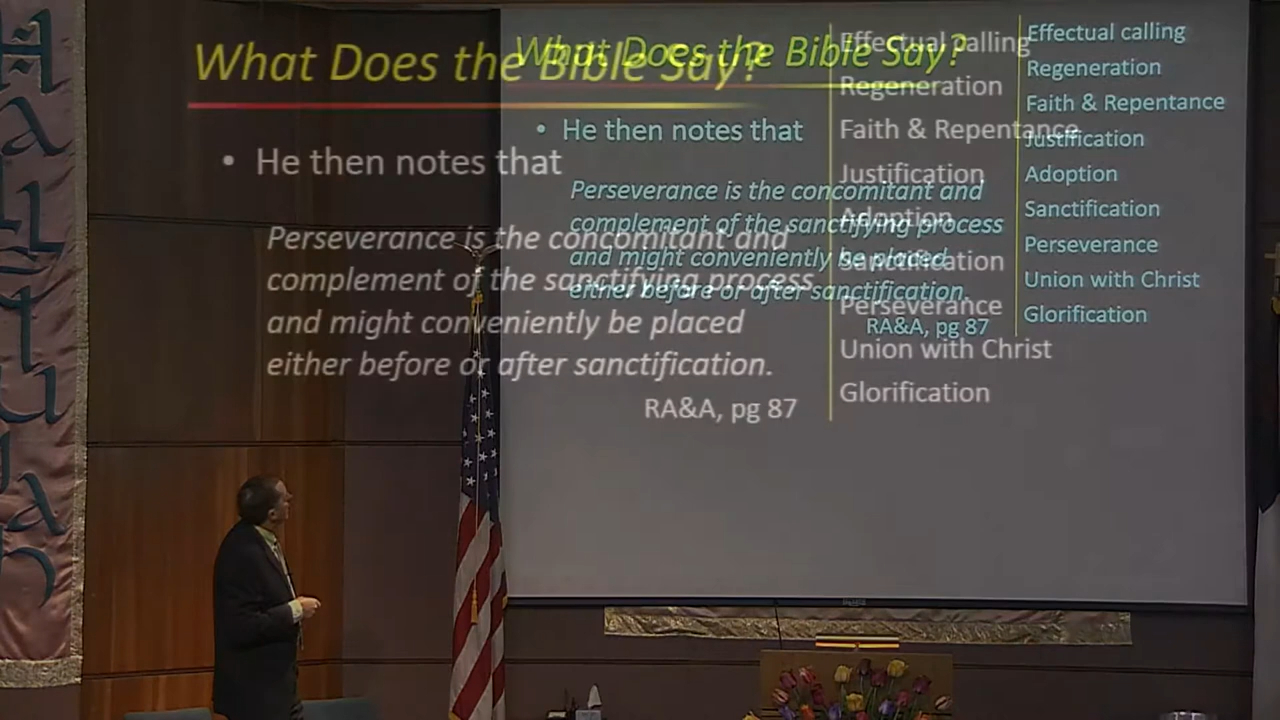 What Does the Bible Say?
• He then notes that
Perseverance is the concomitant and
complement of the sanctifying process
and might conveniently be placed
either before or after sanctification.
RA&A, pg 87
Effectual calling
Regeneration
Faith & Repentance
Justification
Adoption
Sanctification
Perseverance
Union with Christ
Glorification
What Does the Bible Say?
• He then notes that
Perseverance is the concomitant and
complement of the sanctifying process
and might conveniently be placed
either before or after sanctification.
RA&A, pg 87
Effectual calling
Regeneration
Faith & Repentance
Justification
Adoption
Sanctification
Perseverance
Union with Christ
Glorification